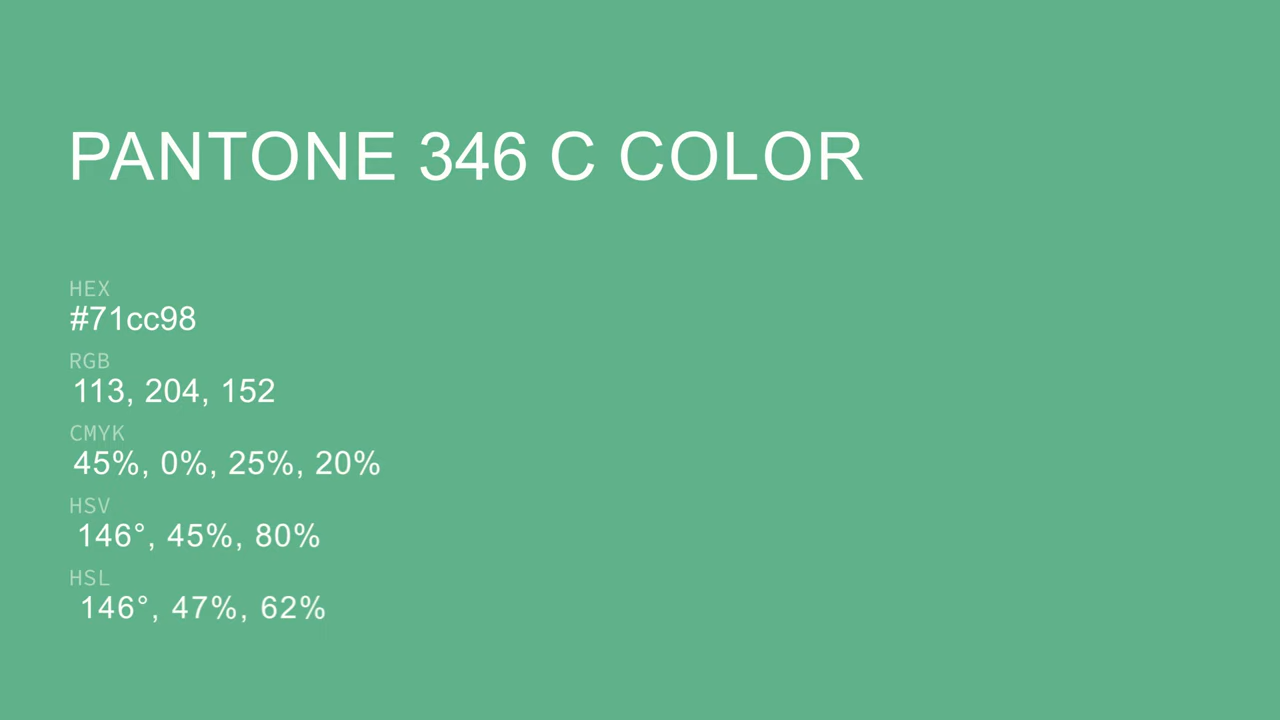 PANTONE 346 C COLOR
HEX
#71cc98
RGB
113, 204, 152
CMYK
45%, 0%, 25%, 20%
HSV
146°, 45%, 80%
HSL
146°, 47%, 62%